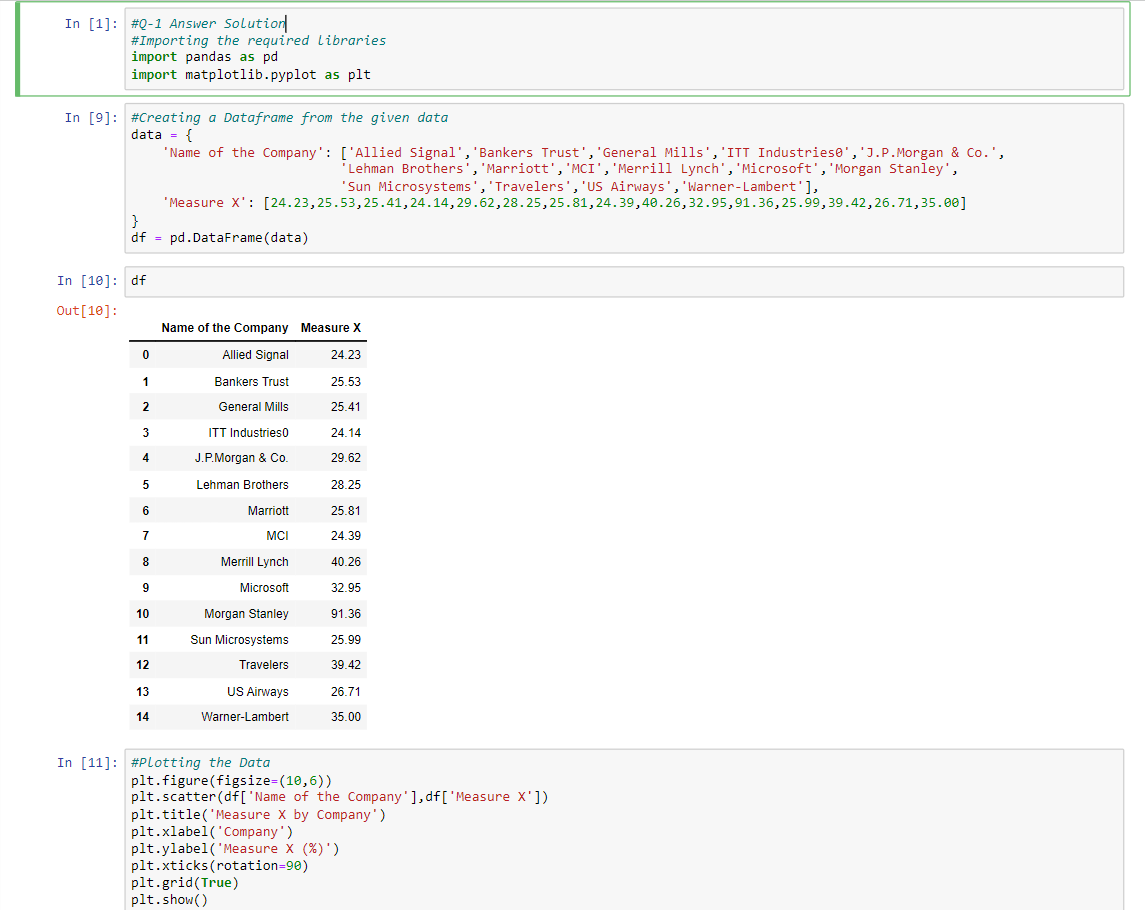 In [1]: #Q-1 Answer Solution
#Importing the required libraries
import pandas as pd
import matplotlib.pyplot as plt
In [9]: #Creating a Dataframe from the given data
data = {
'Name of the Company': ['Allied Signal','Bankers Trust','General Mills','ITT Industries0','J.P.Morgan & Co.',
'Lehman Brothers','Marriott','MCI','Merrill Lynch','Microsoft','Morgan Stanley',
'Sun Microsystems','Travelers','US Airways','Warner-Lambert'],
'Measure X': [24.23,25.53,25.41,24.14,29.62,28.25,25.81,24.39,40.26,32.95,91.36,25.99,39.42,26.71,35.00]
}
df = pd.DataFrame(data)
In [10]: df
Out[10]:
Name of the Company Measure X
0 Allied Signal 24.23
1 Bankers Trust 25.53
2 General Mills 25.41
3 ITT Industries0 24.14
4 J.P.Morgan & Co. 29.62
5 Lehman Brothers 28.25
6 Marriott 25.81
7 MCI 24.39
8 Merrill Lynch 40.26
9 Microsoft 32.95
10 Morgan Stanley 91.36
11 Sun Microsystems 25.99
12 Travelers 39.42
13 US Airways 26.71
14 Warner-Lambert 35.00
In [11]: #Plotting the Data
plt.figure(figsize=(10,6))
plt.scatter(df['Name of the Company'],df['Measure X'])
plt.title('Measure X by Company')
plt.xlabel('Company')
plt.ylabel('Measure X (%)')
plt.xticks(rotation=90)
plt.grid(True)
plt.show()